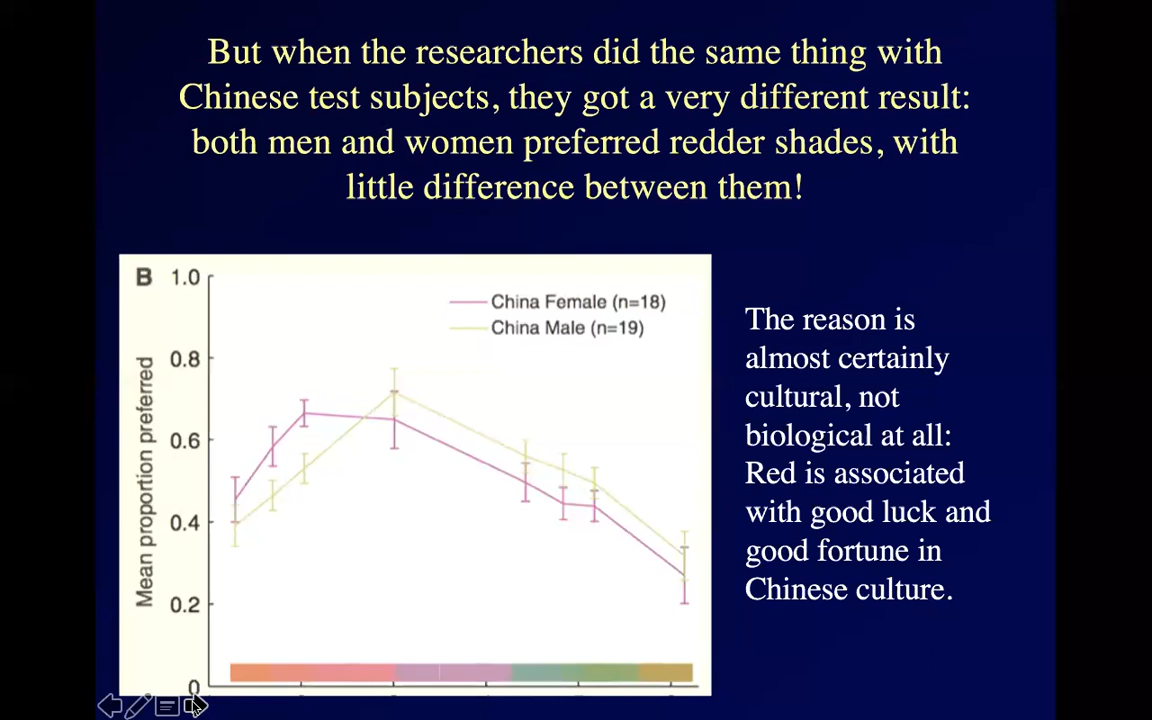 But when the researchers did the same thing with
Chinese test subjects, they got a very different result:
both men and women preferred redder shades, with
little difference between them!
B
1.0
China Female (n=18)
China Male (n=19)
0.8
0.6
0.4
0.2
0
Mean proportion preferred
The reason is
almost certainly
cultural, not
biological at all:
Red is associated
with good luck and
good fortune in
Chinese culture.